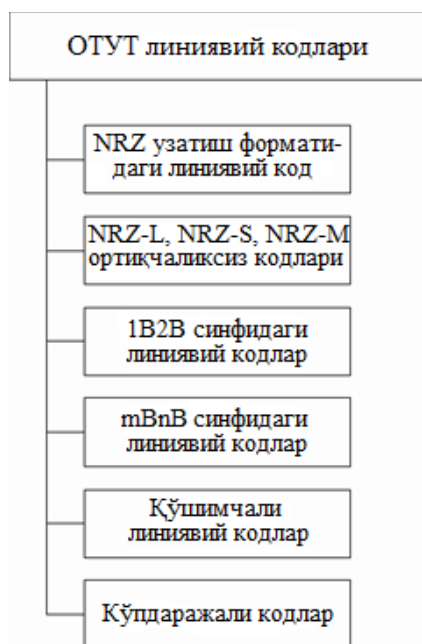 ОТУТ линиявий кодлари
NRZ узатиш формати-
даги линиявий код
NRZ-L, NRZ-S, NRZ-M
ортиқчаликсиз кодлари
1B2B синфидаги
линиявий кодлар
mBnB синфидаги
линиявий кодлар
Қўшимчали
линиявий кодлар
Кўпдаражали кодлар